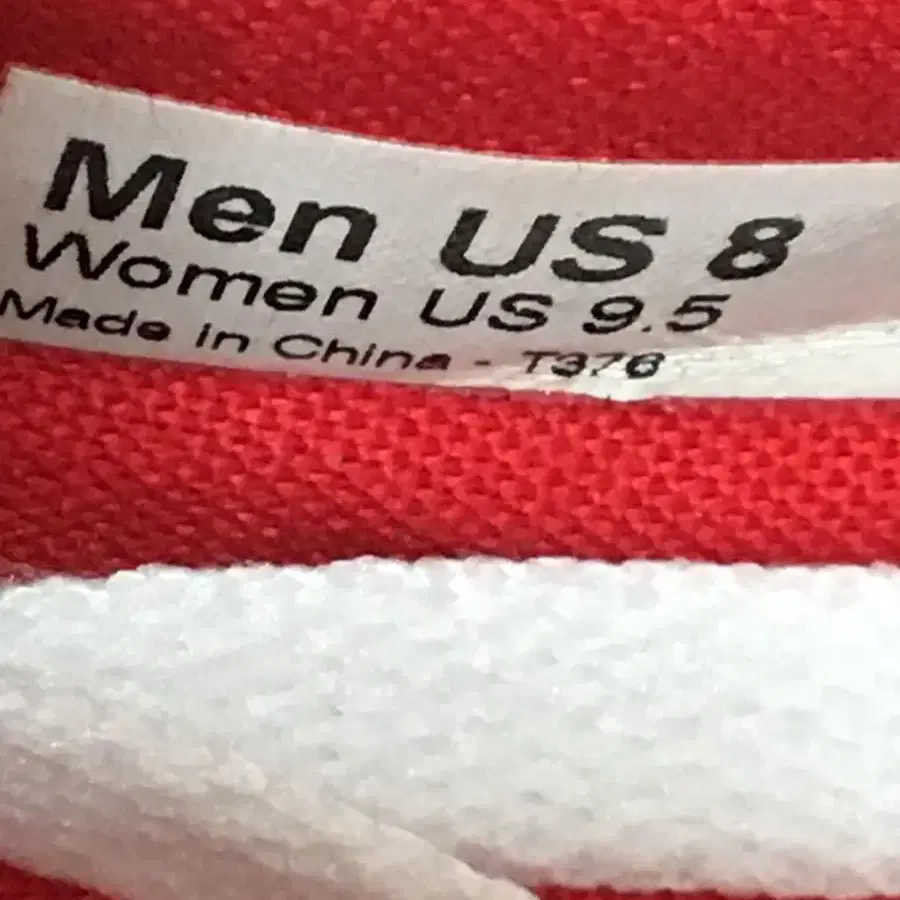 Men US 8
Women US 9.5
Made in China - T376